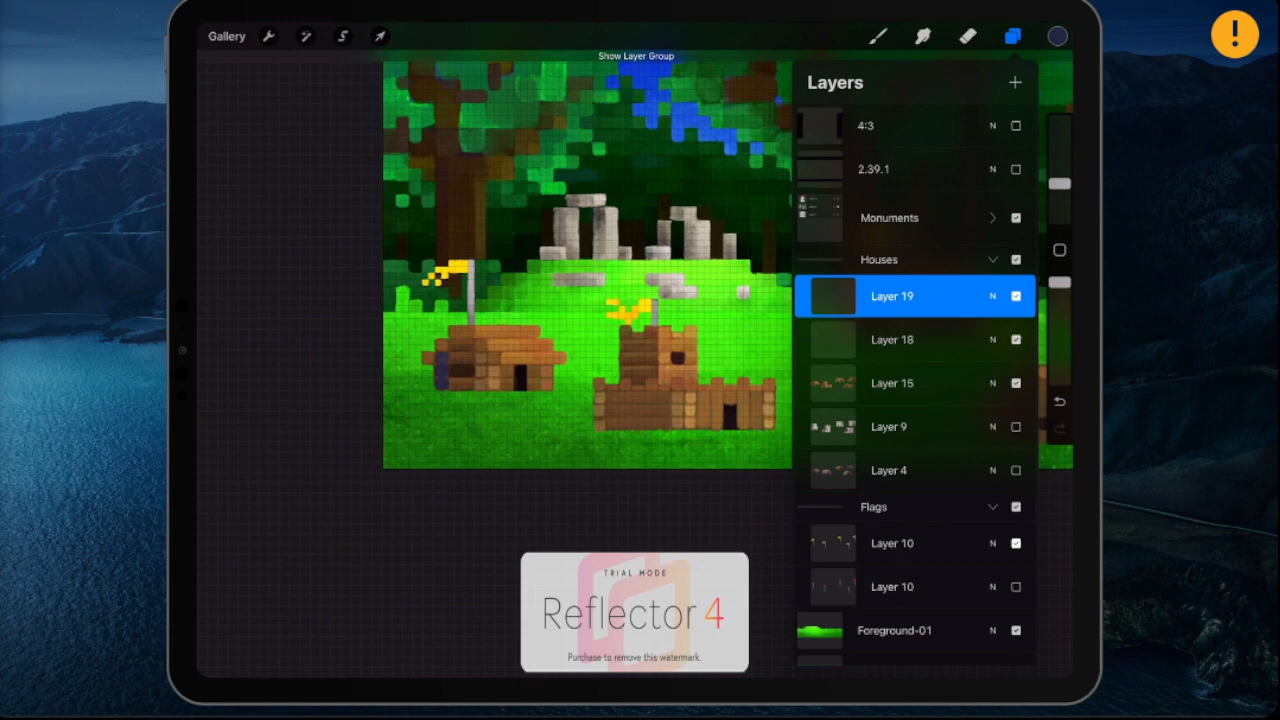 Gallery
Show Layer Group
Layers
4:3 N
2.39.1 N
Monuments
Houses
Layer 19 N
Layer 18 N
Layer 15 N
Layer 9 N
Layer 4 N
Flags
Layer 10 N
Layer 10 N
Foreground-01 N
TRIAL MODE
Reflector 4
Purchase to remove this watermark.
!